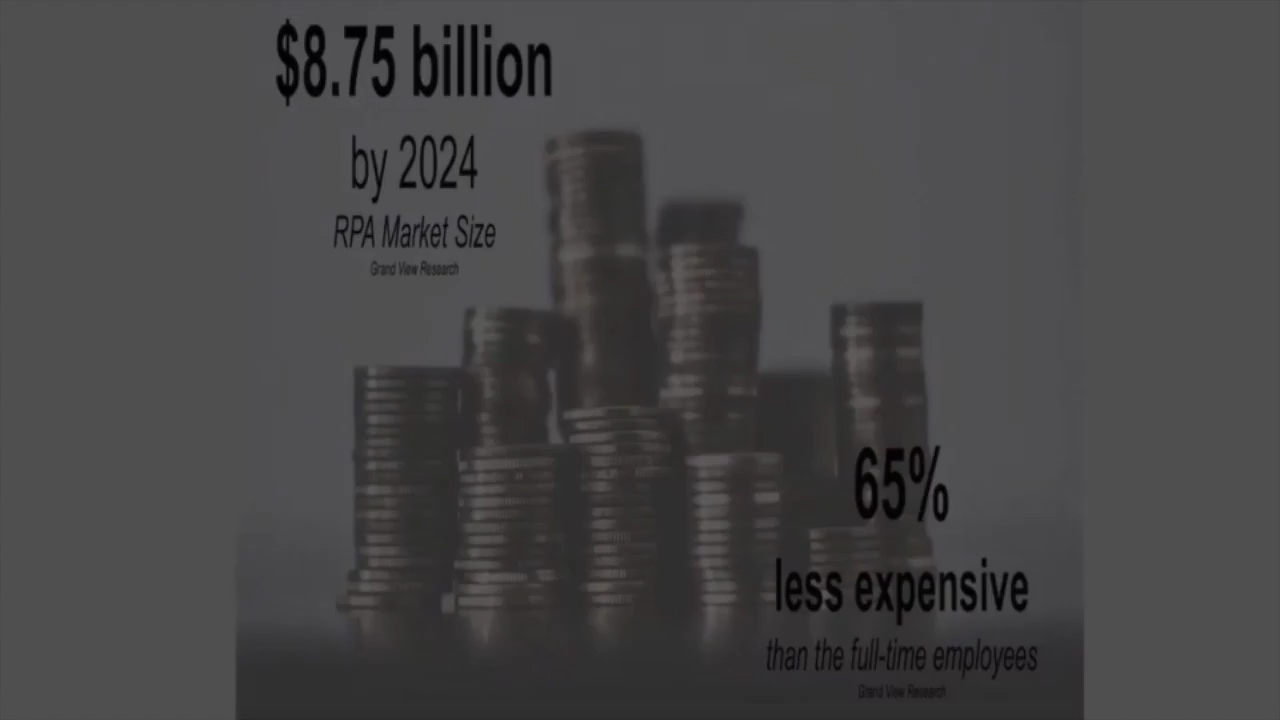 $8.75 billion
by 2024
RPA Market Size
Grand View Research
65%
less expensive
than the full-time employees
Grand View Research